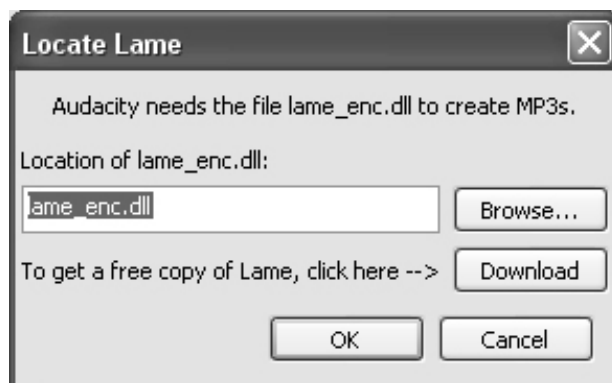 Locate Lame
Audacity needs the file lame_enc.dll to create MP3s.
Location of lame_enc.dll:
lame_enc.dll
Browse...
To get a free copy of Lame, click here -->
Download
OK
Cancel